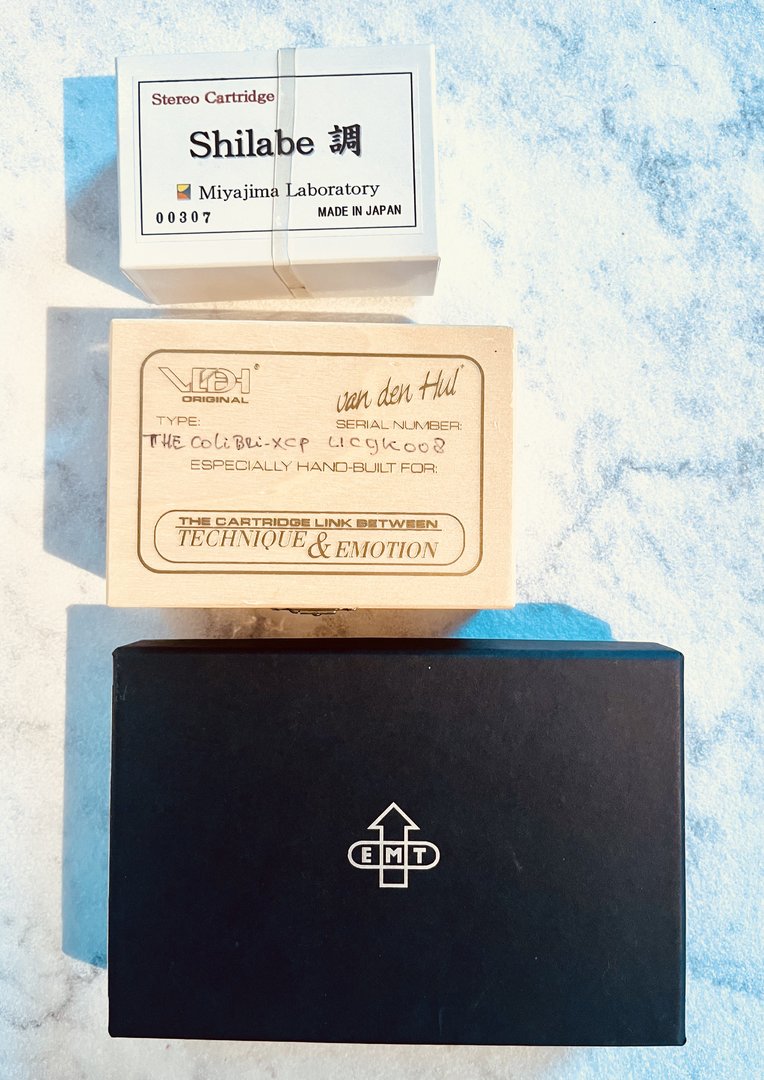 Stereo Cartridge
Shilabe 調
Miyajima Laboratory
00307 MADE IN JAPAN
VDH®
ORIGINAL
van den Hul
TYPE: SERIAL NUMBER:
THE COLiBRi-XCP
ESPECIALLY HAND-BUILT FOR:
THE CARTRIDGE LINK BETWEEN
TECHNIQUE & EMOTION
EMT